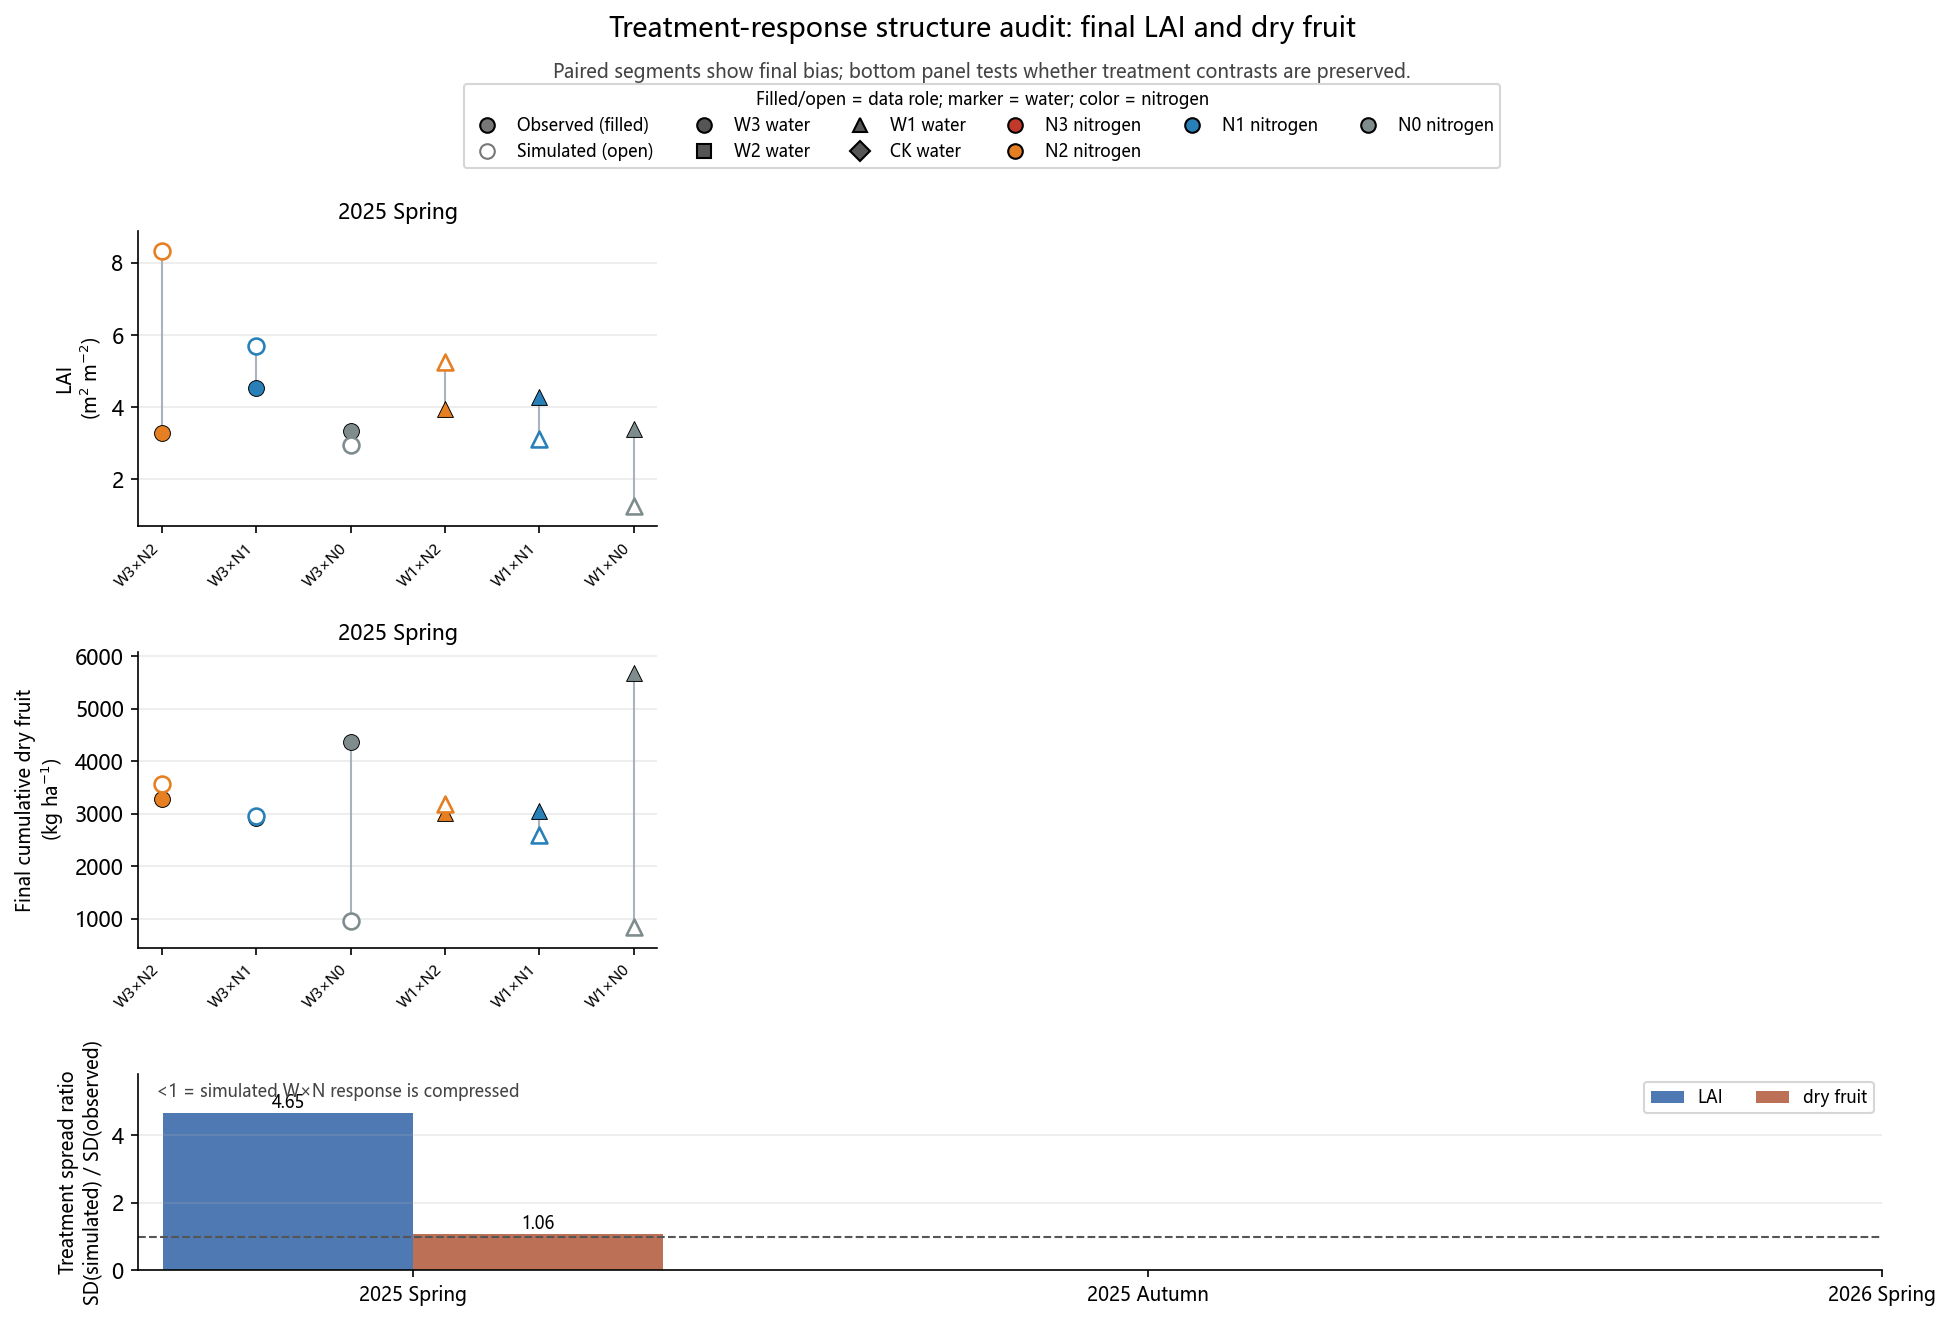 Treatment-response structure audit: final LAI and dry fruit
Paired segments show final bias; bottom panel tests whether treatment contrasts are preserved.
Filled/open = data role; marker = water; color = nitrogen
Observed (filled) W3 water W1 water N3 nitrogen N1 nitrogen N0 nitrogen
Simulated (open) W2 water CK water N2 nitrogen
2025 Spring
LAI
(m² m⁻²)
8
6
4
2
W3×N2 W3×N1 W3×N0 W1×N2 W1×N1 W1×N0
2025 Spring
Final cumulative dry fruit
(kg ha⁻¹)
6000
5000
4000
3000
2000
1000
W3×N2 W3×N1 W3×N0 W1×N2 W1×N1 W1×N0
Treatment spread ratio
SD(simulated) / SD(observed)
<1 = simulated W×N response is compressed
LAI dry fruit
4.65
4
2
1.06
0
2025 Spring 2025 Autumn 2026 Spring